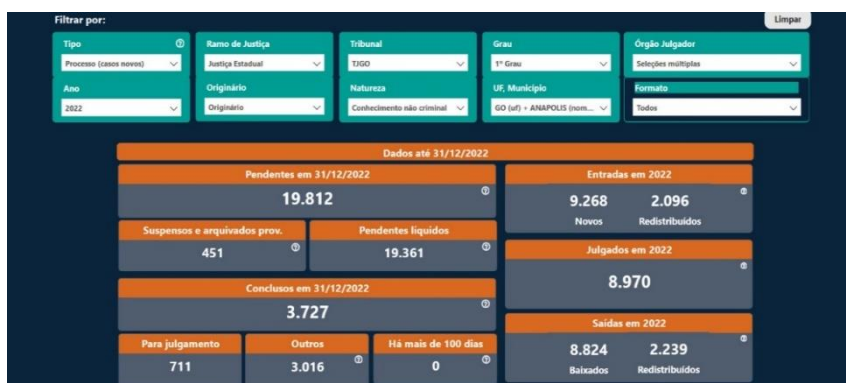 Filtrar por:
Limpar
Tipo
Processo (casos novos)
Ramo de Justiça
Justiça Estadual
Tribunal
TJGO
Grau
1º Grau
Órgão Julgador
Seleções múltiplas
Ano
2022
Originário
Originário
Natureza
Conhecimento não criminal
UF, Município
GO (uf) + ANAPOLIS (nom...
Formato
Todos
Dados até 31/12/2022
Pendentes em 31/12/2022
19.812
Suspensos e arquivados prov.
451
Pendentes líquidos
19.361
Conclusos em 31/12/2022
3.727
Para julgamento
711
Outros
3.016
Há mais de 100 dias
0
Entradas em 2022
9.268 2.096
Novos Redistribuídos
Julgados em 2022
8.970
Saídas em 2022
8.824 2.239
Baixados Redistribuídos